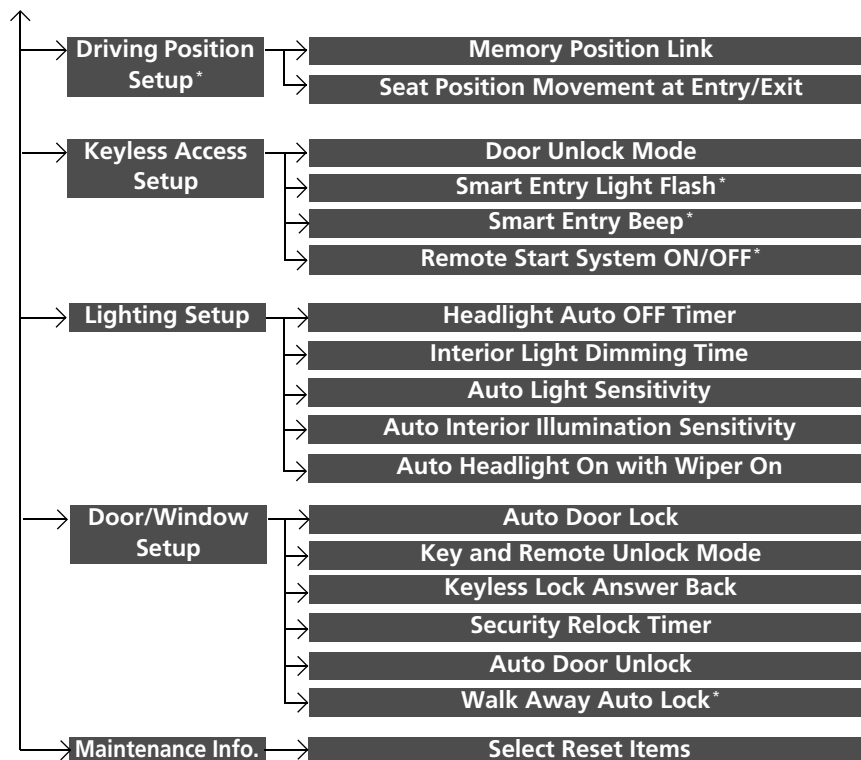 Driving Position
Setup*
Memory Position Link
Seat Position Movement at Entry/Exit
Keyless Access
Setup
Door Unlock Mode
Smart Entry Light Flash*
Smart Entry Beep*
Remote Start System ON/OFF*
Lighting Setup
Headlight Auto OFF Timer
Interior Light Dimming Time
Auto Light Sensitivity
Auto Interior Illumination Sensitivity
Auto Headlight On with Wiper On
Door/Window
Setup
Auto Door Lock
Key and Remote Unlock Mode
Keyless Lock Answer Back
Security Relock Timer
Auto Door Unlock
Walk Away Auto Lock*
Maintenance Info.
Select Reset Items